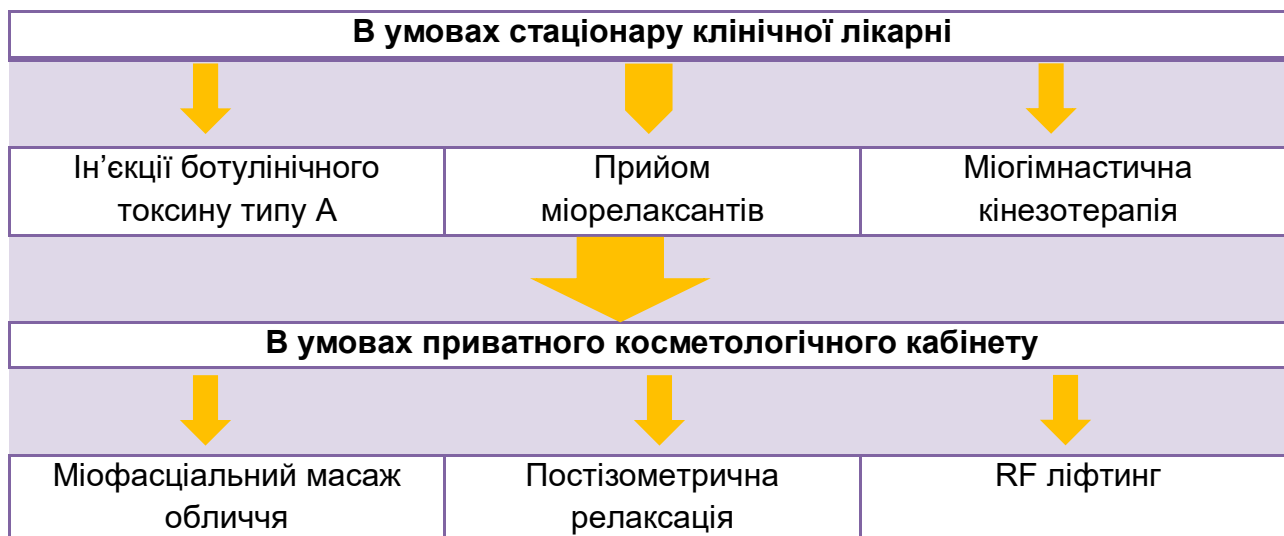 В умовах стаціонару клінічної лікарні
Ін’єкції ботулінічного
токсину типу А
Прийом
міорелаксантів
Міогімнастична
кінезотерапія
В умовах приватного косметологічного кабінету
Міофасціальний масаж
обличчя
Постізометрична
релаксація
RF ліфтинг